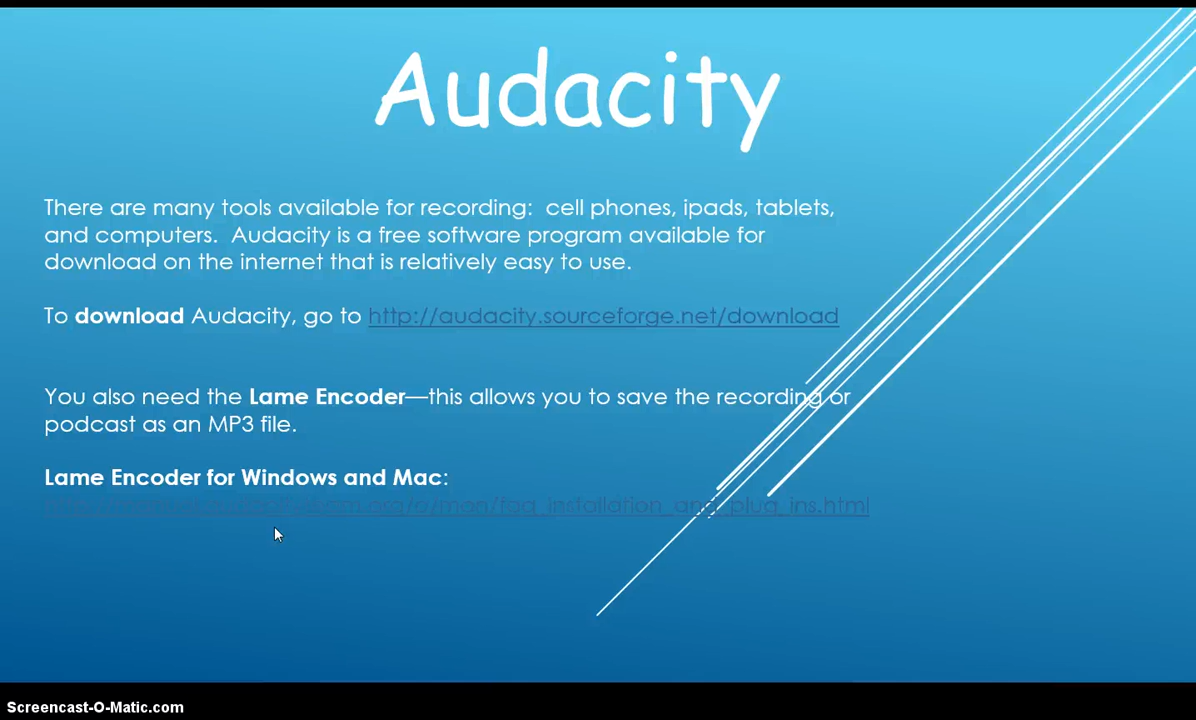 Audacity
There are many tools available for recording:  cell phones, ipads, tablets,
and computers.  Audacity is a free software program available for
download on the internet that is relatively easy to use.
To download Audacity, go to http://audacity.sourceforge.net/download
You also need the Lame Encoder—this allows you to save the recording or
podcast as an MP3 file.
Lame Encoder for Windows and Mac:
/o/man/faq_installation_and_plug_ins.html
Screencast-O-Matic.com